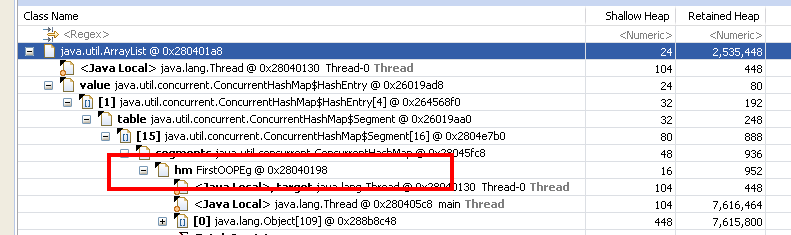 Class Name Shallow Heap Retained Heap
<Regex> <Numeric> <Numeric>
java.util.ArrayList @ 0x280401a8 24 2,535,448
<Java Local> java.lang.Thread @ 0x28040130 Thread-0 Thread 104 448
value java.util.concurrent.ConcurrentHashMap$HashEntry @ 0x26019ad8 24 80
[1] java.util.concurrent.ConcurrentHashMap$HashEntry[4] @ 0x264568f0 32 192
table java.util.concurrent.ConcurrentHashMap$Segment @ 0x26019aa0 32 248
[15] java.util.concurrent.ConcurrentHashMap$Segment[16] @ 0x2804e7b0 80 888
segments java.util.concurrent.ConcurrentHashMap @ 0x28045fc8 48 936
hm FirstOOPEg @ 0x28040198 16 952
<Java Local>, target java.lang.Thread @ 0x28040130 Thread-0 Thread 104 448
<Java Local> java.lang.Thread @ 0x280405c8 main Thread 104 7,616,464
[0] java.lang.Object[109] @ 0x288b8c48 448 7,615,800